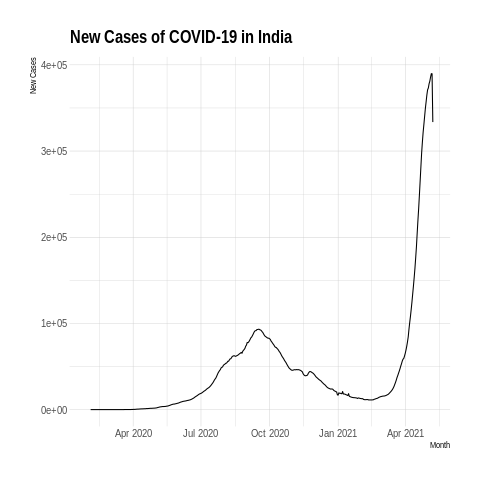 New Cases of COVID-19 in India
New Cases
4e+05
3e+05
2e+05
1e+05
0e+00
Apr 2020
Jul 2020
Oct 2020
Jan 2021
Apr 2021
Month